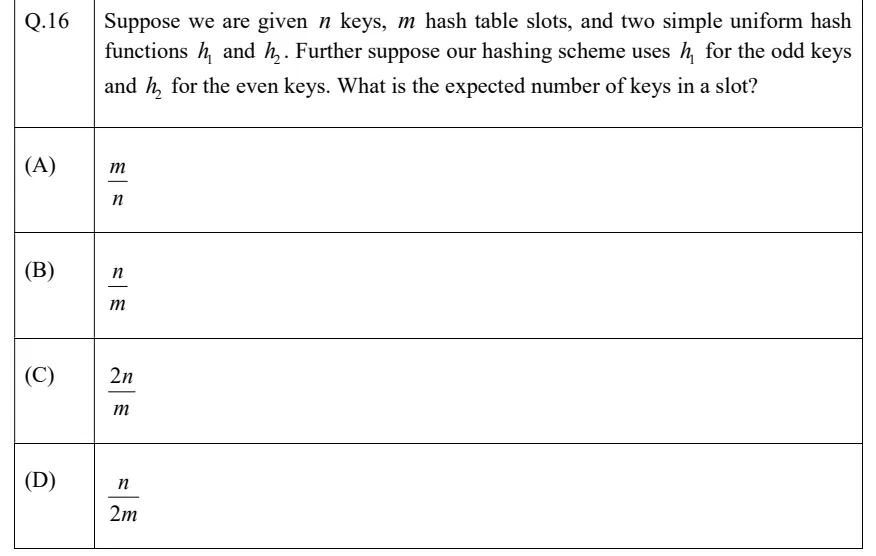 Q.16 Suppose we are given n keys, m hash table slots, and two simple uniform hash
functions h₁ and h₂. Further suppose our hashing scheme uses h₁ for the odd keys
and h₂ for the even keys. What is the expected number of keys in a slot?
(A) m
n
(B) n
m
(C) 2n
m
(D) n
2m